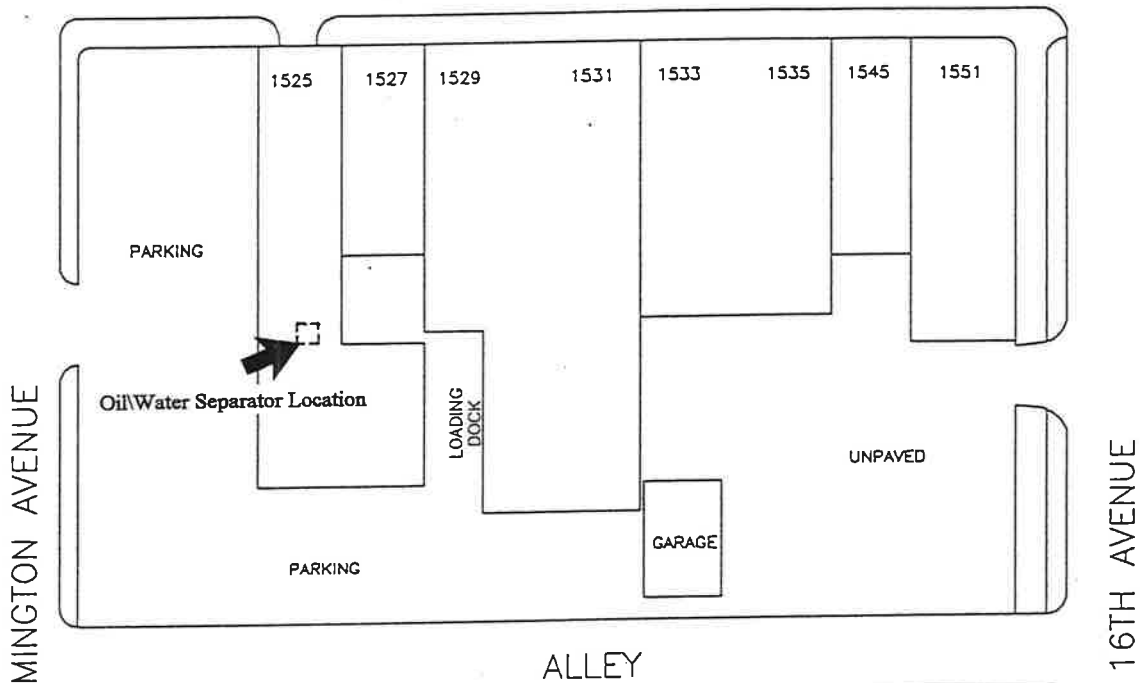 1525
1527
1529
1531
1533
1535
1545
1551
PARKING
Oil\Water Separator Location
LOADING
DOCK
UNPAVED
GARAGE
PARKING
MINGTON AVENUE
16TH AVENUE
ALLEY